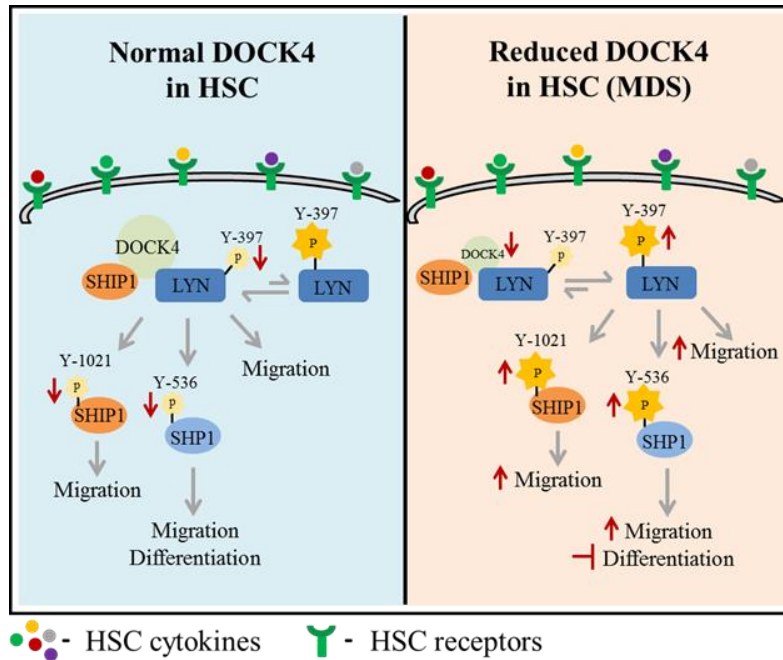 Normal DOCK4
in HSC
DOCK4
Y-397
P
Y-397
P
SHIP1
LYN
LYN
Migration
Y-1021
P
SHIP1
Y-536
P
SHP1
Migration
Migration
Differentiation
Reduced DOCK4
in HSC (MDS)
DOCK4
Y-397
P
Y-397
P
SHIP1
LYN
LYN
Migration
Y-1021
P
SHIP1
Y-536
P
SHP1
Migration
Migration
Differentiation
- HSC cytokines
- HSC receptors